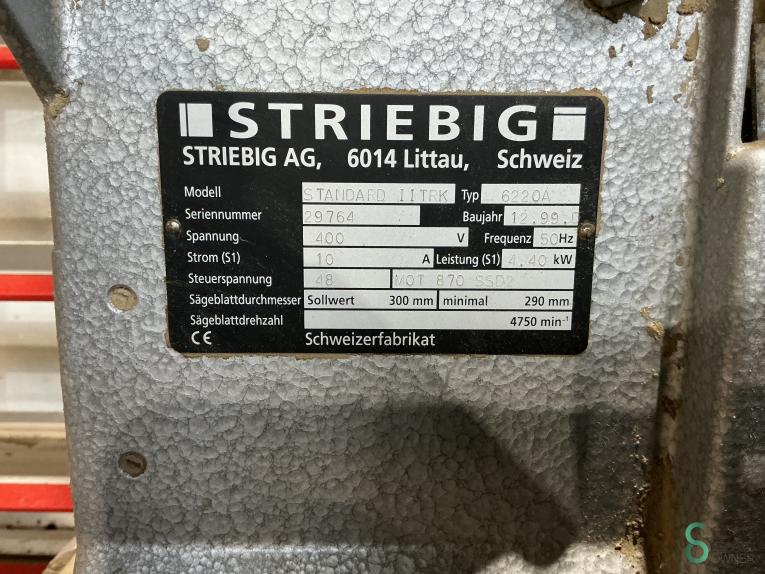 STRIEBIG
STRIEBIG AG, 6014 Littau, Schweiz
Modell STANDARD IITRK Typ 6220A
Seriennummer 29764 Baujahr 12.99.
Spannung 400 V Frequenz 50Hz
Strom (S1) 10 A Leistung (S1) 4,40 kW
Steuerspannung 48 MOT 870 SSD2
Sägeblattdurchmesser Sollwert 300 mm minimal 290 mm
Sägeblattdrehzahl 4750 min⁻¹
CE Schweizerfabrikat
OWNER